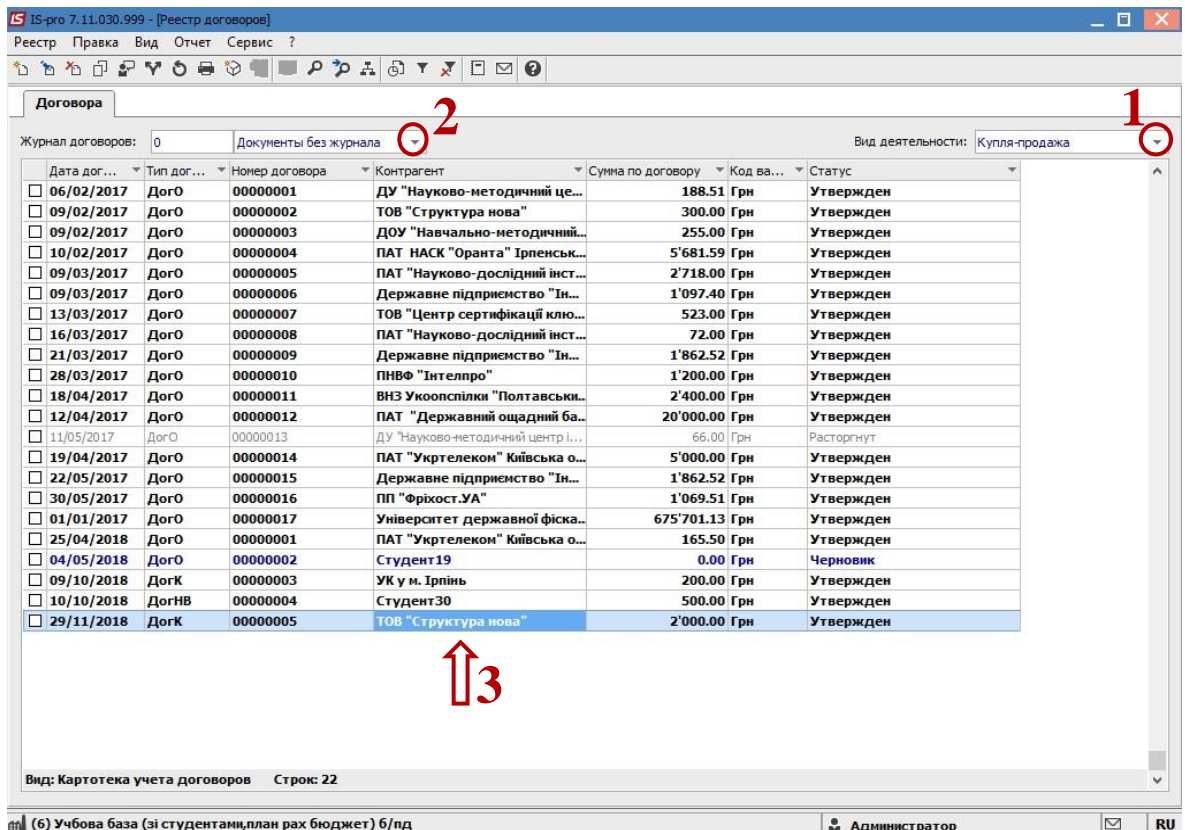 IS-pro 7.11.030.999 - [Реестр договоров]
Реестр Правка Вид Отчет Сервис ?
Договора
2
1
Журнал договоров: 0 Документы без журнала Вид деятельности: Купля-продажа
Дата дог... Тип дог... Номер договора Контрагент Сумма по договору Код ва... Статус
06/02/2017 ДогО 00000001 ДУ "Науково-методичний це... 188.51 Грн Утвержден
09/02/2017 ДогО 00000002 ТОВ "Структура нова" 300.00 Грн Утвержден
09/02/2017 ДогО 00000003 ДОУ "Навчально-методичний... 255.00 Грн Утвержден
10/02/2017 ДогО 00000004 ПАТ НАСК "Оранта" Ірпенськ... 5'681.59 Грн Утвержден
09/03/2017 ДогО 00000005 ПАТ "Науково-дослідний інст... 2'718.00 Грн Утвержден
09/03/2017 ДогО 00000006 Державне підприємство "Ін... 1'097.40 Грн Утвержден
13/03/2017 ДогО 00000007 ТОВ "Центр сертифікації клю... 523.00 Грн Утвержден
16/03/2017 ДогО 00000008 ПАТ "Науково-дослідний інст... 72.00 Грн Утвержден
21/03/2017 ДогО 00000009 Державне підприємство "Ін... 1'862.52 Грн Утвержден
28/03/2017 ДогО 00000010 ПНВФ "Інтелпро" 1'200.00 Грн Утвержден
18/04/2017 ДогО 00000011 ВНЗ Укоопспілки "Полтавськи... 2'400.00 Грн Утвержден
12/04/2017 ДогО 00000012 ПАТ "Державний ощадний ба... 20'000.00 Грн Утвержден
11/05/2017 ДогО 00000013 ДУ "Науково-методичний центр і... 66.00 Грн Расторгнут
19/04/2017 ДогО 00000014 ПАТ "Укртелеком" Київська о... 5'000.00 Грн Утвержден
22/05/2017 ДогО 00000015 Державне підприємство "Ін... 1'862.52 Грн Утвержден
30/05/2017 ДогО 00000016 ПП "Фріхост.УА" 1'069.51 Грн Утвержден
01/01/2017 ДогО 00000017 Університет державної фіска... 675'701.13 Грн Утвержден
25/04/2018 ДогО 00000001 ПАТ "Укртелеком" Київська о... 165.50 Грн Утвержден
04/05/2018 ДогО 00000002 Студент19 0.00 Грн Черновик
09/10/2018 ДогК 00000003 УК у м. Ірпінь 200.00 Грн Утвержден
10/10/2018 ДогНВ 00000004 Студент30 500.00 Грн Утвержден
29/11/2018 ДогК 00000005 ТОВ "Структура нова" 2'000.00 Грн Утвержден
3
Вид: Картотека учета договоров Строк: 22
(6) Учбова база (зі студентами,план рах бюджет) б/пд Администратор RU